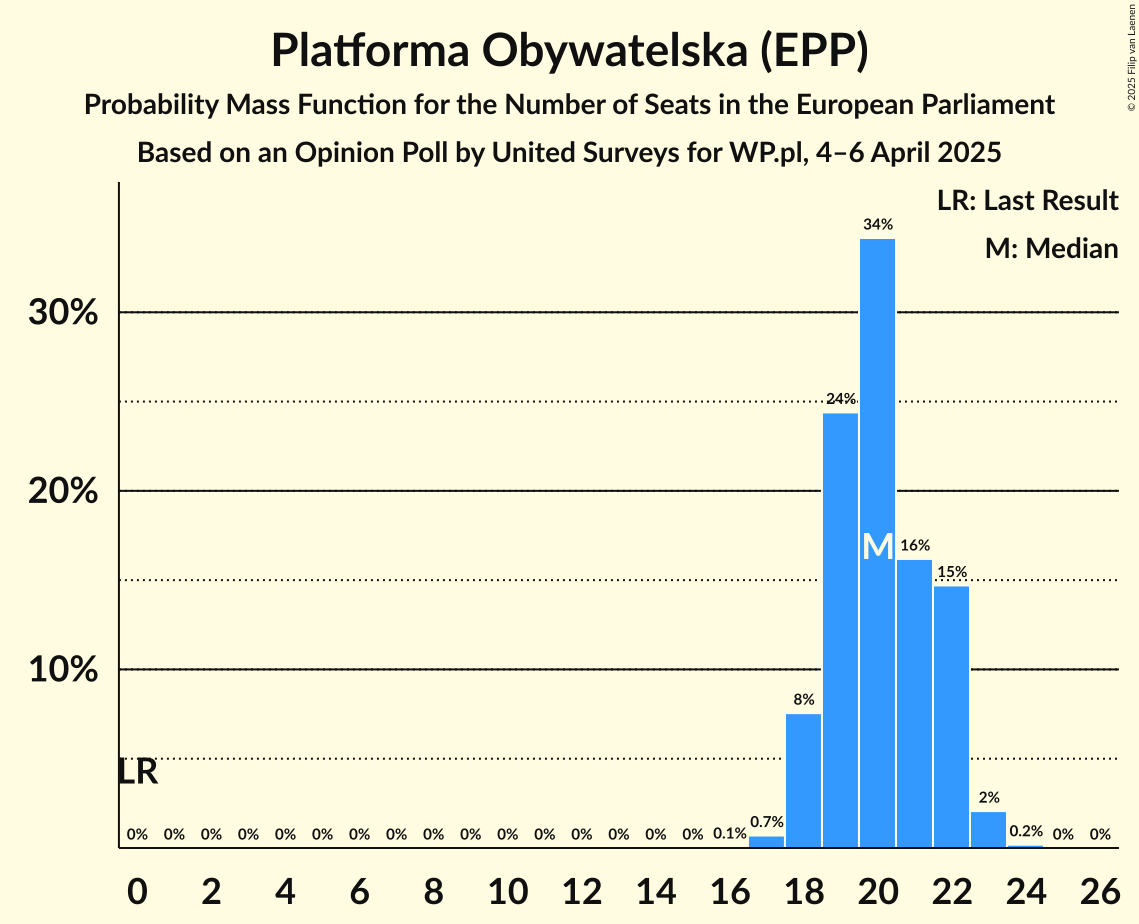 Platforma Obywatelska (EPP)
Probability Mass Function for the Number of Seats in the European Parliament
Based on an Opinion Poll by United Surveys for WP.pl, 4–6 April 2025
© 2025 Filip van Laenen
LR: Last Result
M: Median
30%
20%
10%
LR
M
0% 0% 0% 0% 0% 0% 0% 0% 0% 0% 0% 0% 0% 0% 0% 0% 0.1% 0.7% 8% 24% 34% 16% 15% 2% 0.2% 0% 0%
0 2 4 6 8 10 12 14 16 18 20 22 24 26